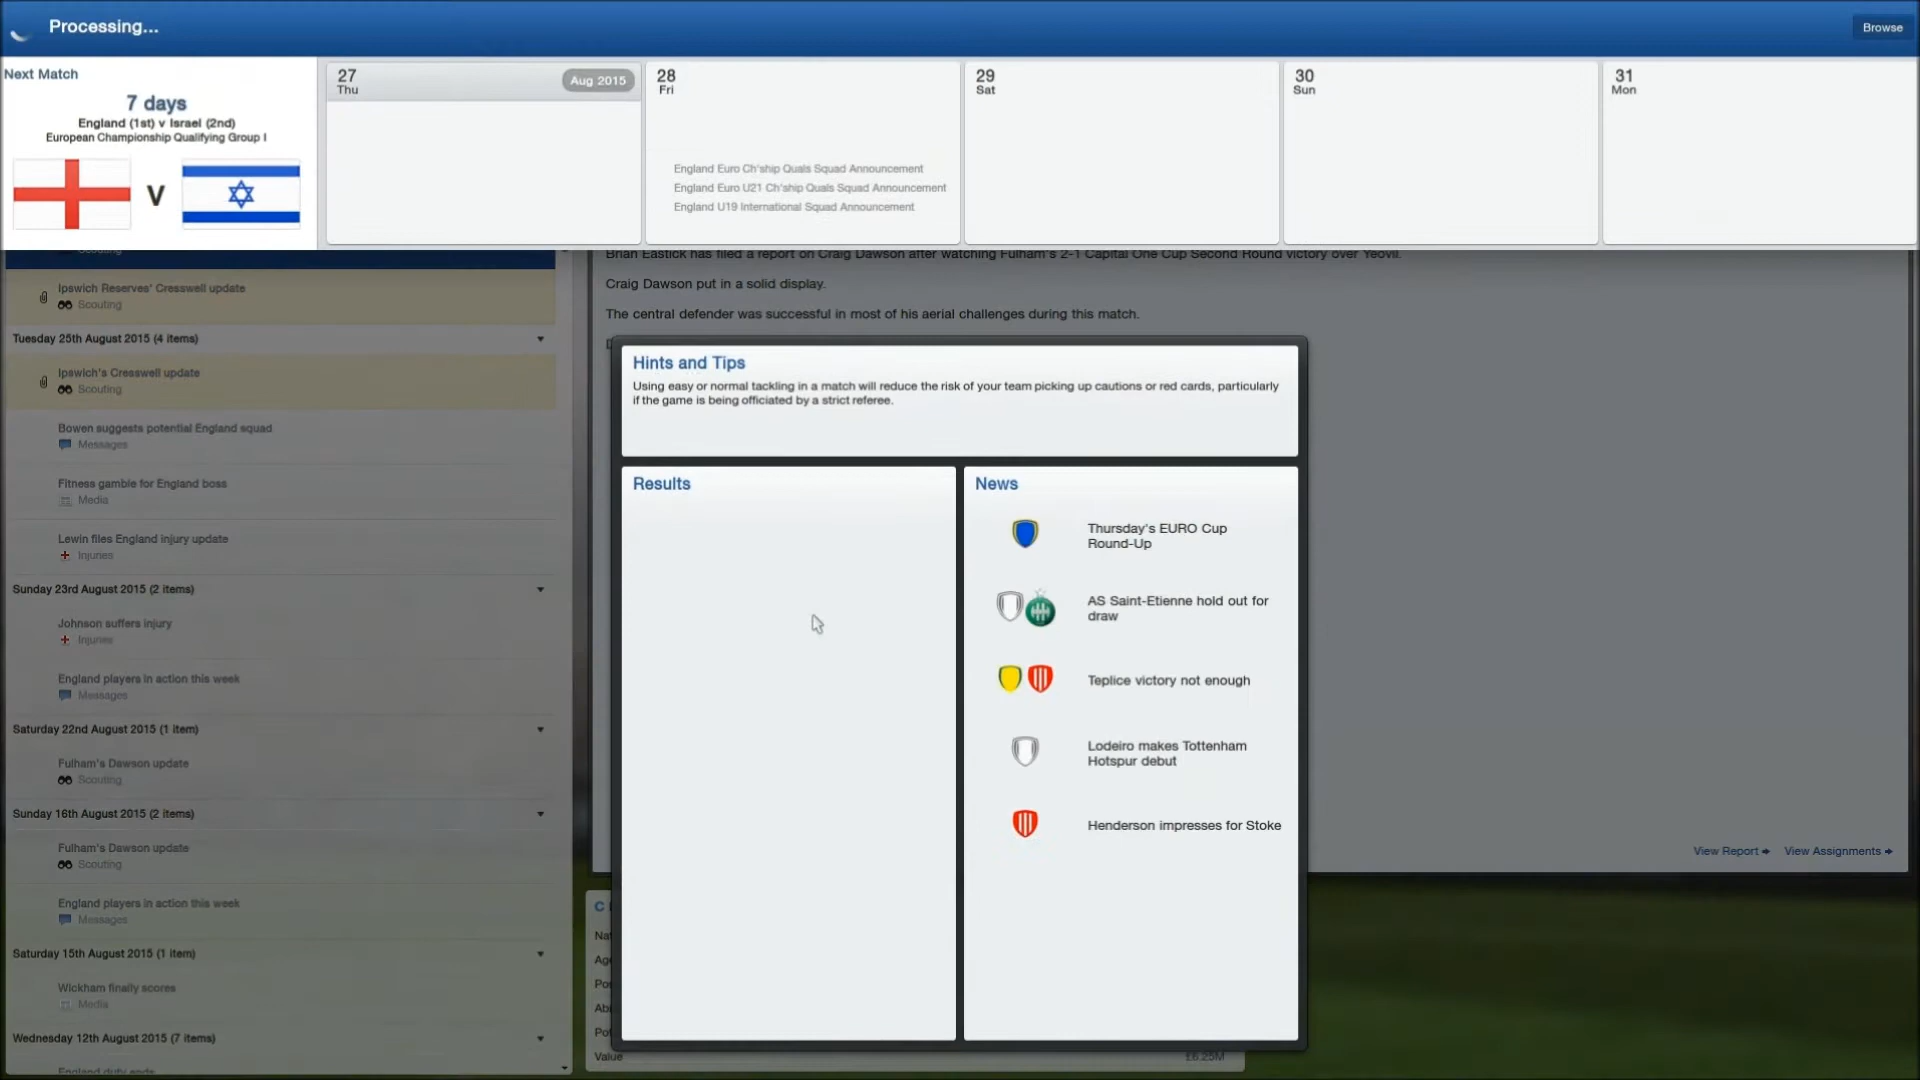 Processing...
Browse
Next Match
7 days
England (1st) v Israel (2nd)
European Championship Qualifying Group I
V
27
Thu
Aug 2015
28
Fri
England Euro Ch'ship Quals Squad Announcement
England Euro U21 Ch'ship Quals Squad Announcement
England U19 International Squad Announcement
29
Sat
30
Sun
31
Mon
Scouting
Ipswich Reserves' Cresswell update
Scouting
Tuesday 25th August 2015 (4 items)
Ipswich's Cresswell update
Scouting
Bowen suggests potential England squad
Messages
Fitness gamble for England boss
Media
Lewin files England injury update
Injuries
Sunday 23rd August 2015 (2 items)
Johnson suffers injury
Injuries
England players in action this week
Messages
Saturday 22nd August 2015 (1 item)
Fulham's Dawson update
Scouting
Sunday 16th August 2015 (2 items)
Fulham's Dawson update
Scouting
England players in action this week
Messages
Saturday 15th August 2015 (1 item)
Wickham finally scores
Media
Wednesday 12th August 2015 (7 items)
England duty ends
Brian Eastick has filed a report on Craig Dawson after watching Fulham's 2-1 Capital One Cup Second Round victory over Yeovil.
Craig Dawson put in a solid display.
The central defender was successful in most of his aerial challenges during this match.
Hints and Tips
Using easy or normal tackling in a match will reduce the risk of your team picking up cautions or red cards, particularly
if the game is being officiated by a strict referee.
Results
News
Thursday's EURO Cup
Round-Up
AS Saint-Etienne hold out for
draw
Teplice victory not enough
Lodeiro makes Tottenham
Hotspur debut
Henderson impresses for Stoke
View Report
View Assignments
C
Nat
Age
Pos
Abi
Pot
Value
£6.25M